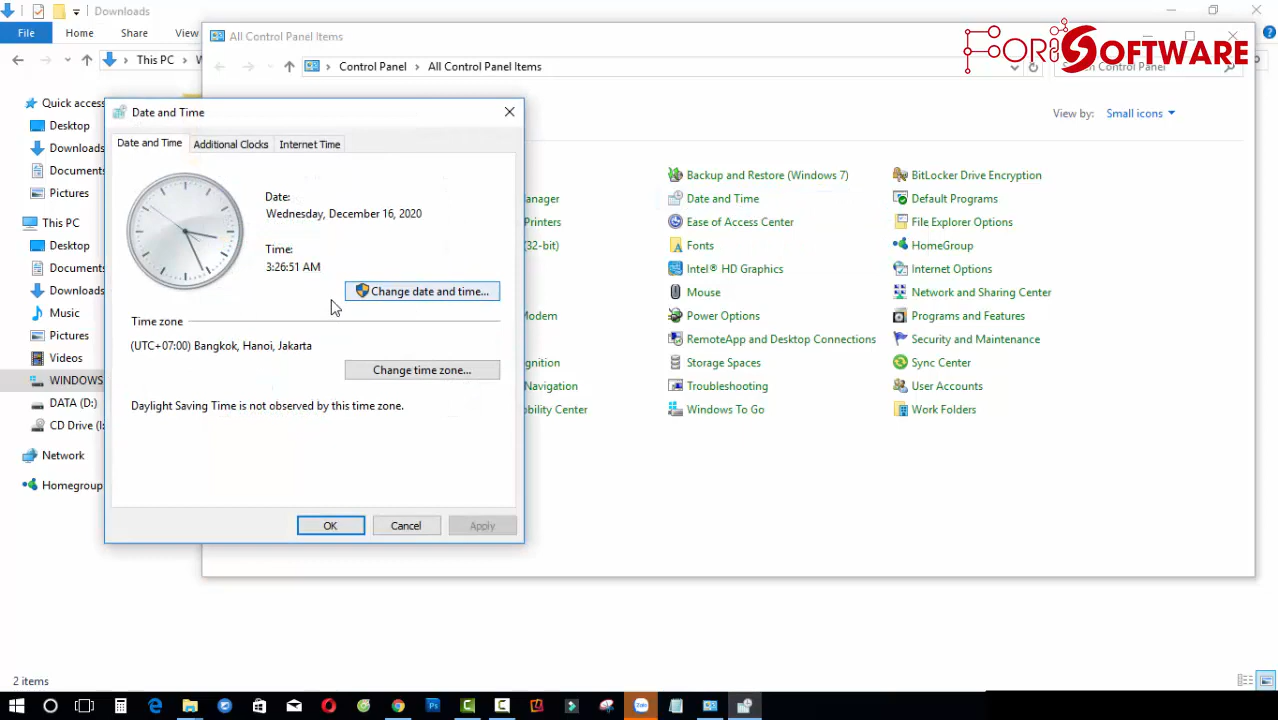 Downloads
File
Home
Share
View
This PC
All Control Panel Items
Control Panel
All Control Panel Items
Search Control Panel
FORiSOFTWARE
View by:
Small icons
Quick access
Desktop
Downloads
Documents
Pictures
This PC
Desktop
Documents
Downloads
Music
Pictures
Videos
WINDOWS
DATA (D:)
CD Drive (I:
Network
Homegroup
Date and Time
Date and Time
Additional Clocks
Internet Time
Date:
Wednesday, December 16, 2020
Time:
3:26:51 AM
Change date and time...
Time zone
(UTC+07:00) Bangkok, Hanoi, Jakarta
Change time zone...
Daylight Saving Time is not observed by this time zone.
OK
Cancel
Apply
Backup and Restore (Windows 7)
BitLocker Drive Encryption
Date and Time
Default Programs
Printers
Ease of Access Center
File Explorer Options
(32-bit)
Fonts
HomeGroup
Intel® HD Graphics
Internet Options
Mouse
Network and Sharing Center
Modem
Power Options
Programs and Features
RemoteApp and Desktop Connections
Security and Maintenance
Storage Spaces
Sync Center
Navigation
Troubleshooting
User Accounts
Windows To Go
Work Folders
2 items
Zalo